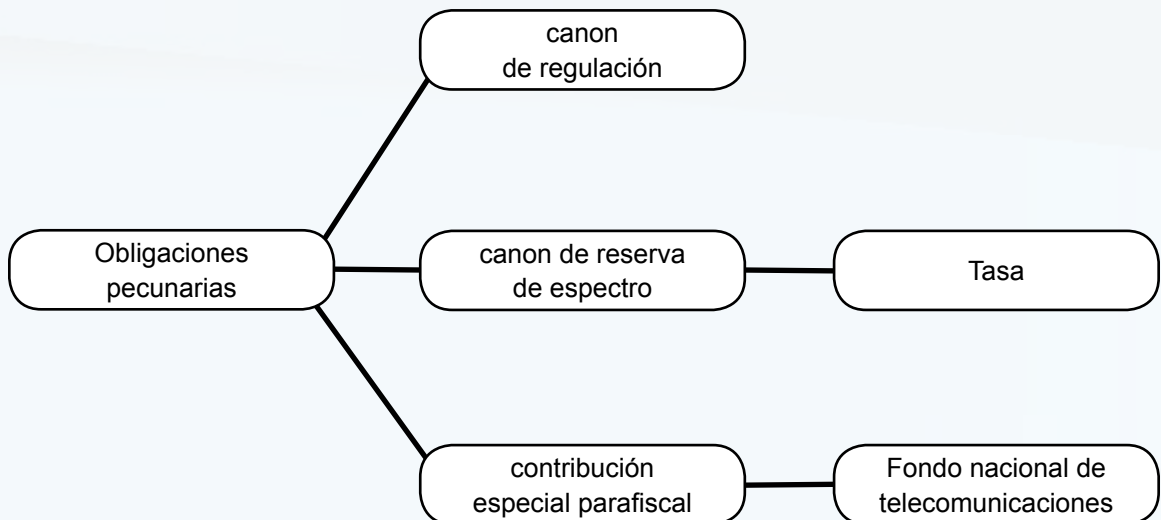 canon
de regulación
Obligaciones
pecunarias
canon de reserva
de espectro
Tasa
contribución
especial parafiscal
Fondo nacional de
telecomunicaciones